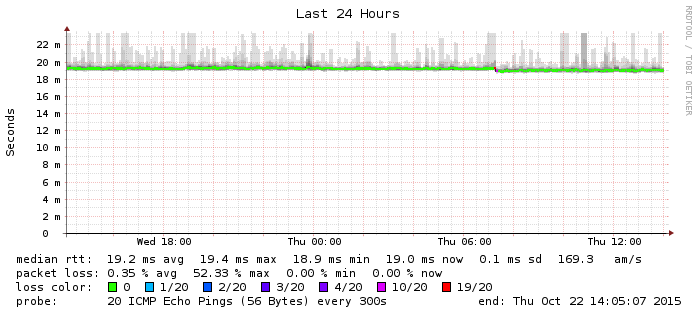 Last 24 Hours
RRDTOOL / TOBI OETIKER
Seconds
22 m
20 m
18 m
16 m
14 m
12 m
10 m
8 m
6 m
4 m
2 m
0
Wed 18:00 Thu 00:00 Thu 06:00 Thu 12:00
median rtt: 19.2 ms avg 19.4 ms max 18.9 ms min 19.0 ms now 0.1 ms sd 169.3 am/s
packet loss: 0.35 % avg 52.33 % max 0.00 % min 0.00 % now
loss color: 0 1/20 2/20 3/20 4/20 10/20 19/20
probe: 20 ICMP Echo Pings (56 Bytes) every 300s end: Thu Oct 22 14:05:07 2015